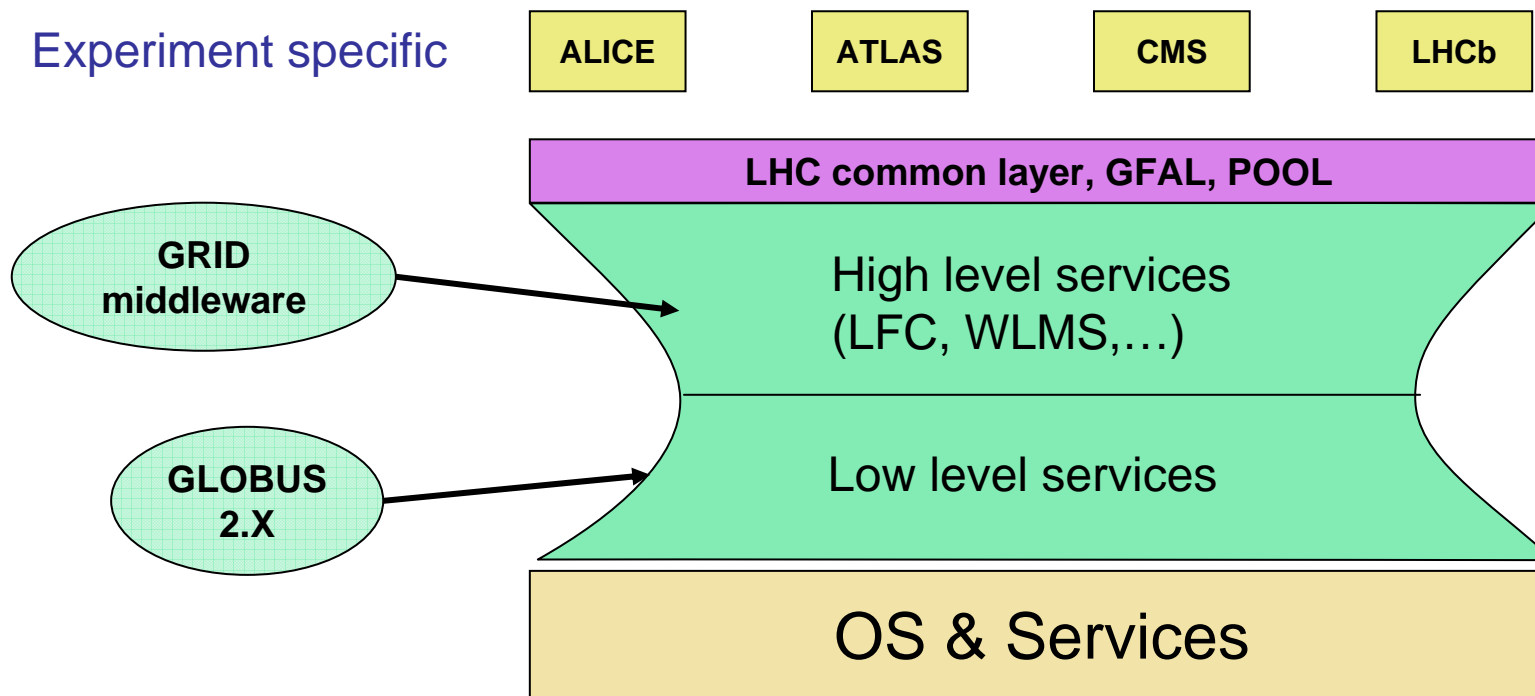 Experiment specific
ALICE
ATLAS
CMS
LHCb
LHC common layer, GFAL, POOL
GRID
middleware
High level services
(LFC, WLMS,…)
GLOBUS
2.X
Low level services
OS & Services